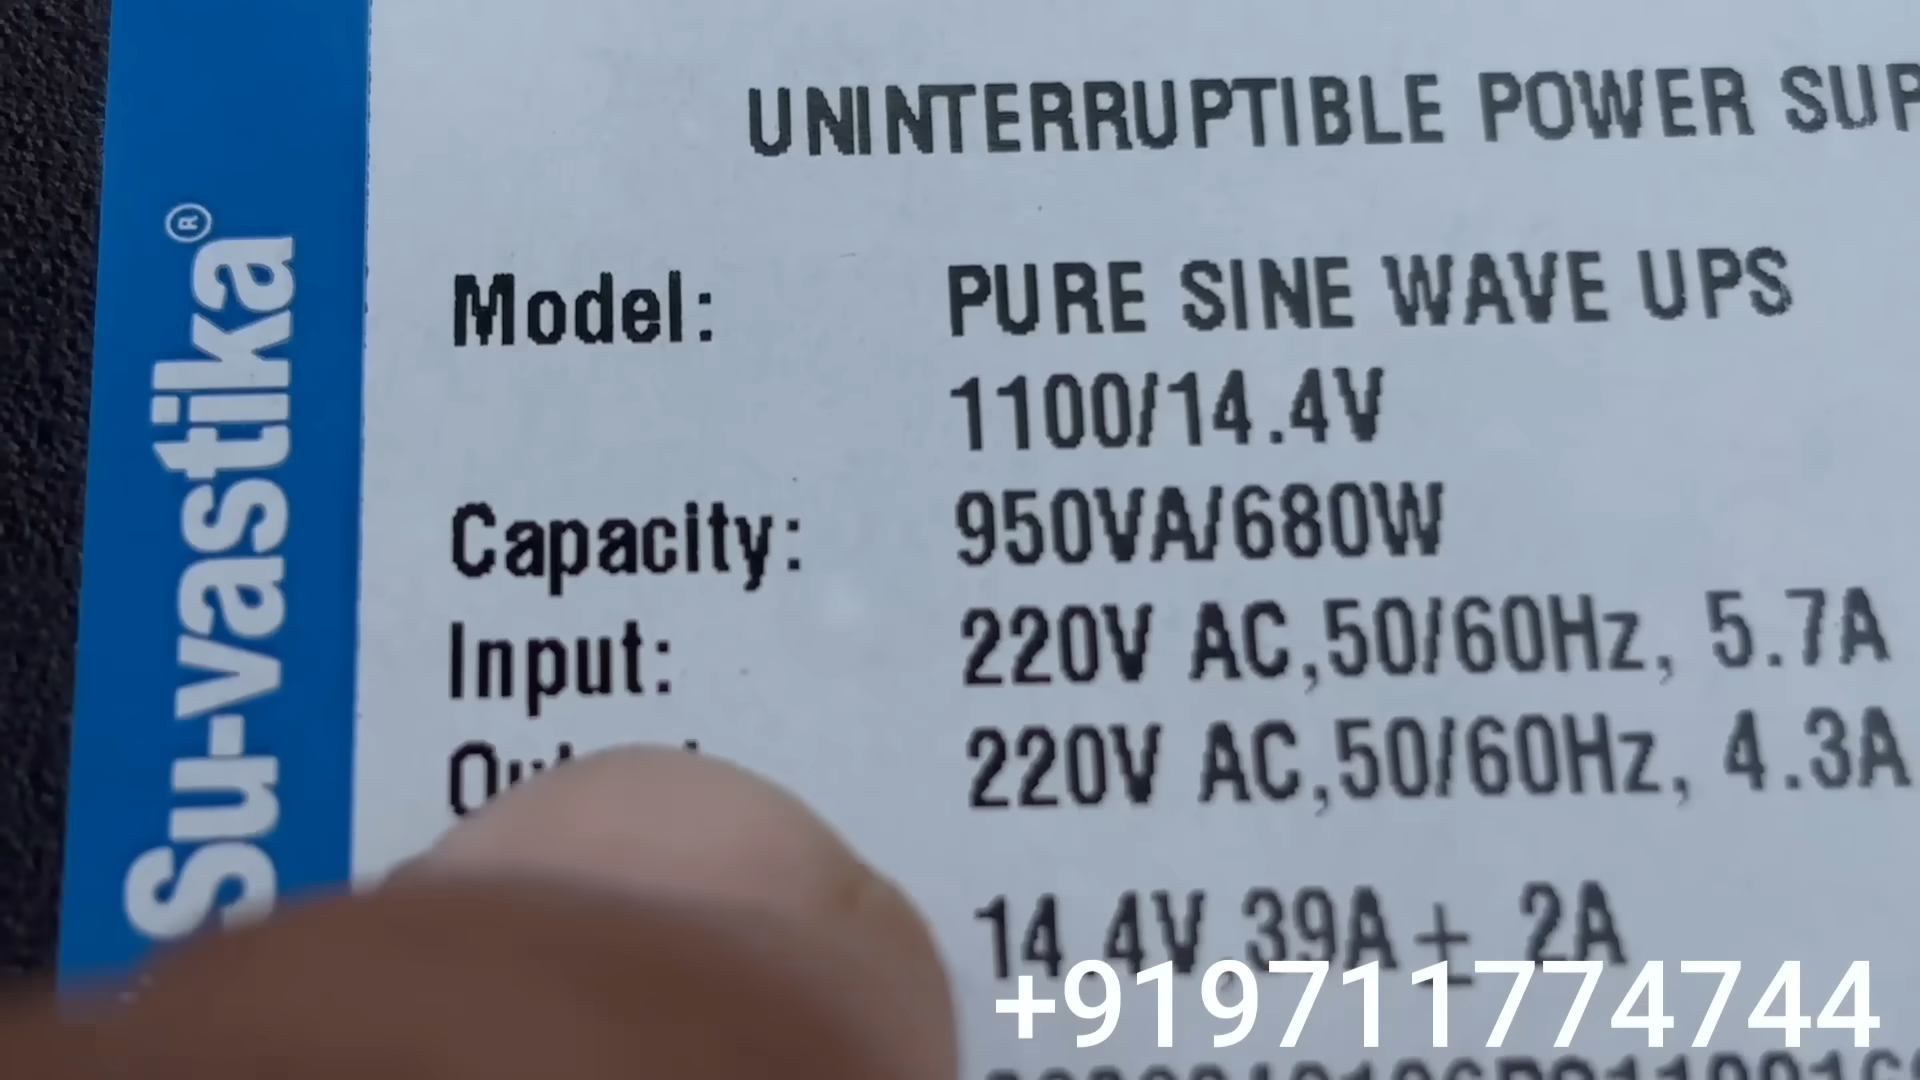 Su-vastika®
UNINTERRUPTIBLE POWER SUP
Model: PURE SINE WAVE UPS
1100/14.4V
Capacity: 950VA/680W
Input: 220V AC,50/60Hz, 5.7A
220V AC,50/60Hz, 4.3A
14.4V,39A± 2A
+919711774744